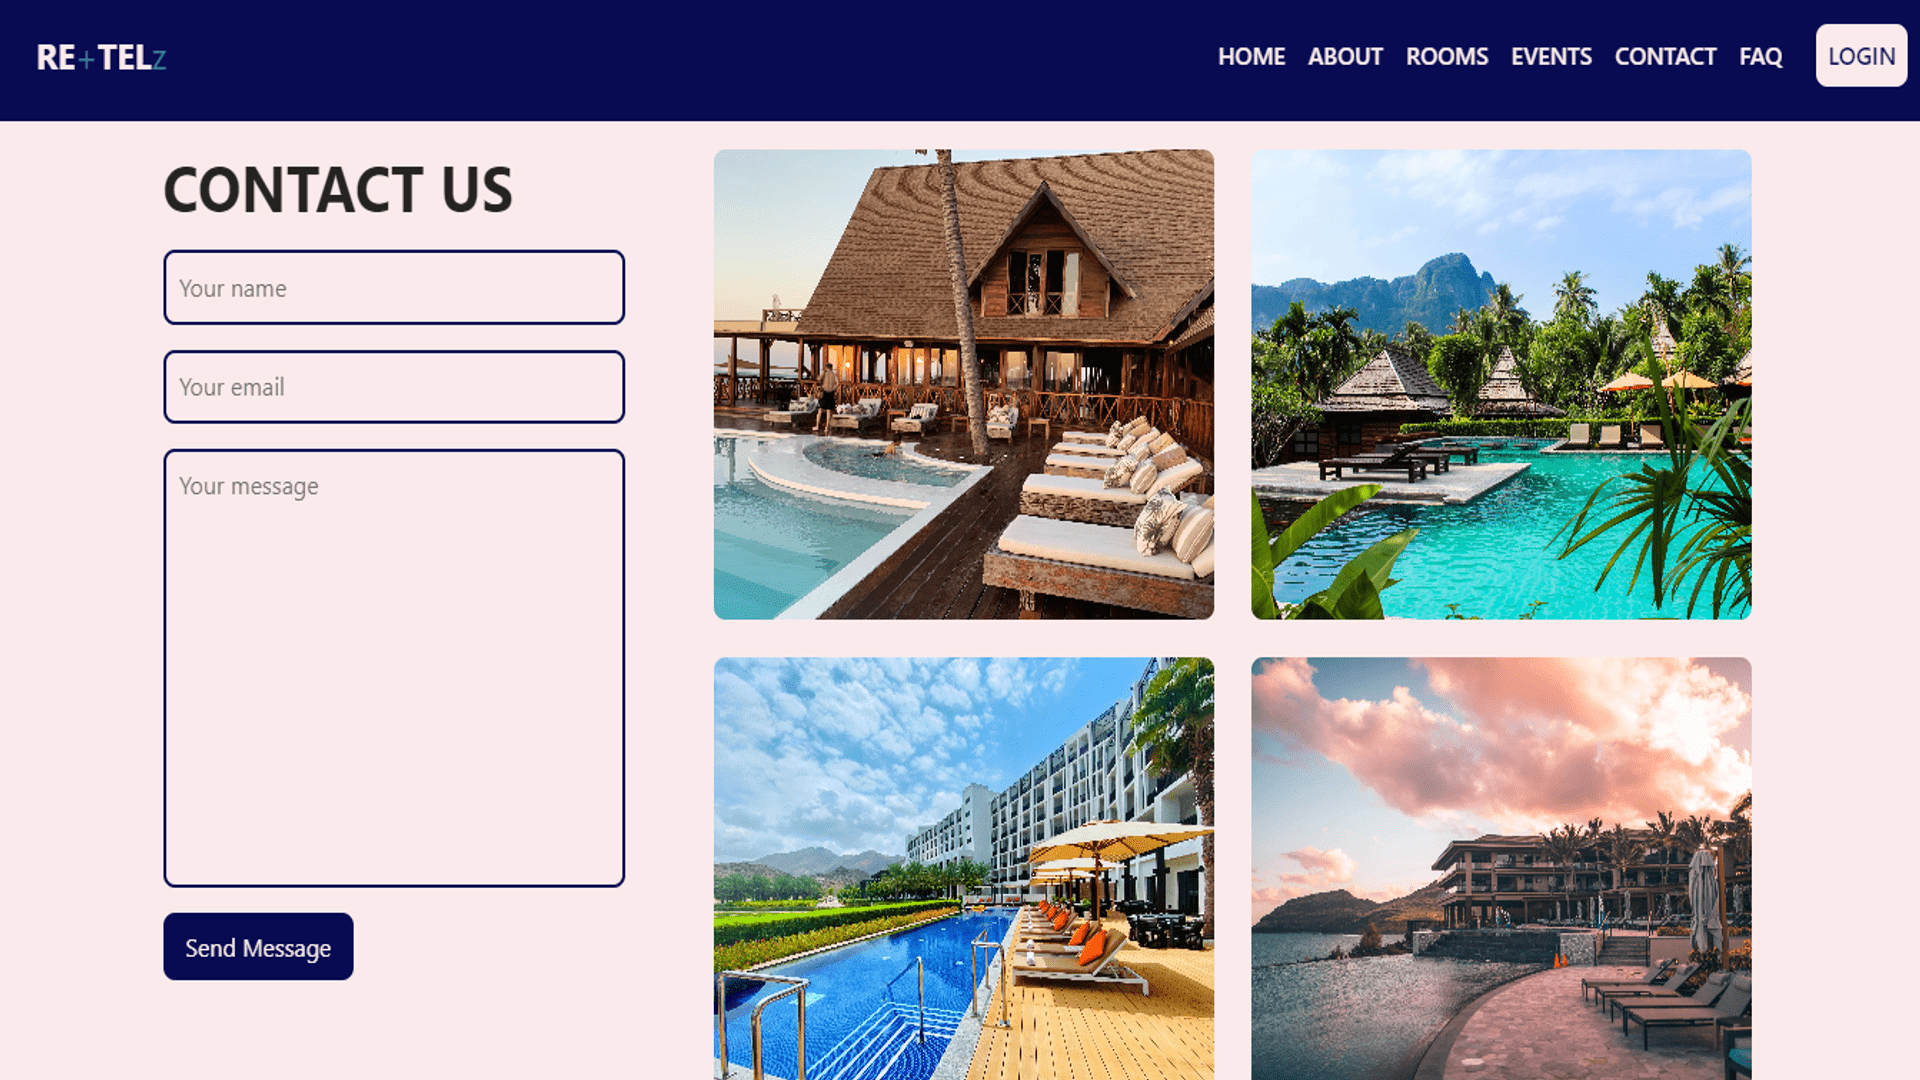 RE+TELz
HOME ABOUT ROOMS EVENTS CONTACT FAQ LOGIN
CONTACT US
Your name
Your email
Your message
Send Message